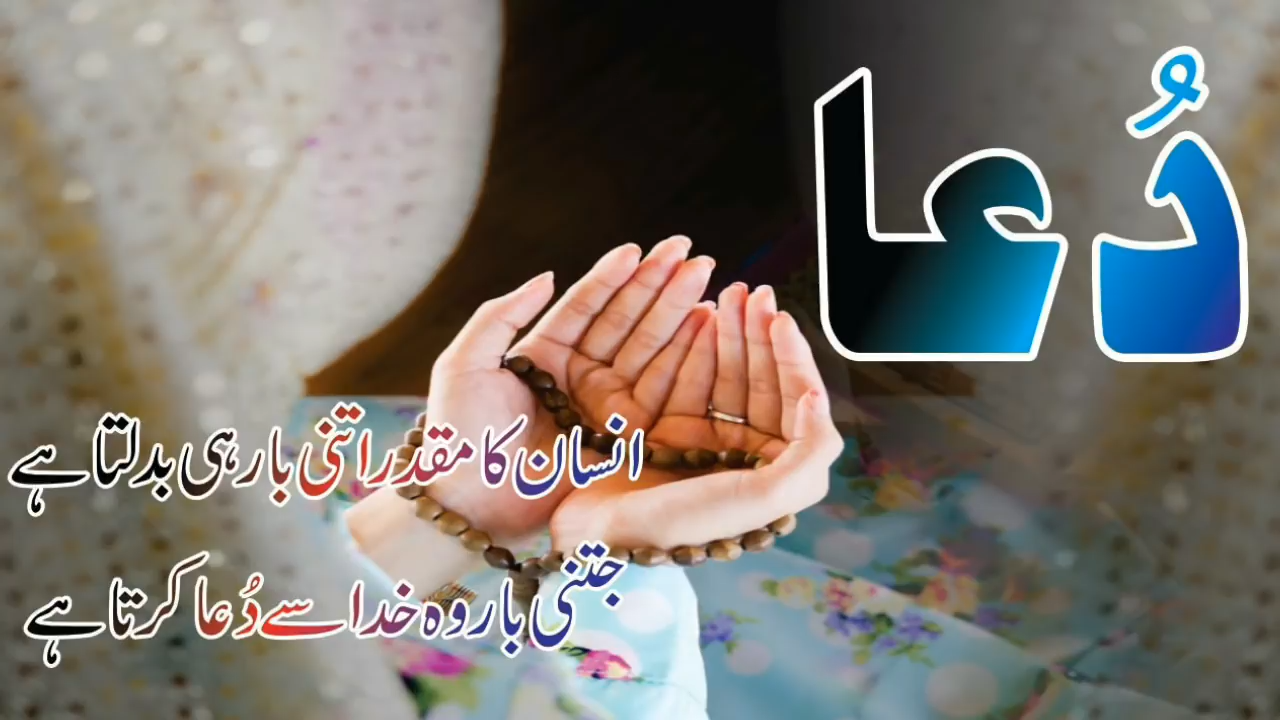 دُعا
انسان کا مقدر اتنی بار ہی بدلتا ہے
جتنی بار وہ خدا سے دُعا کرتا ہے